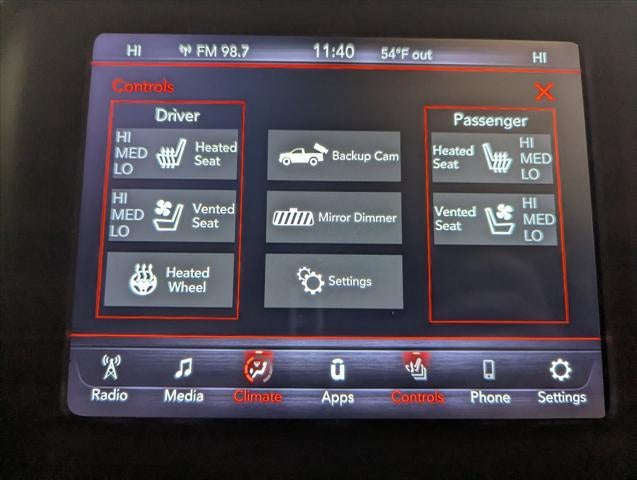 HI FM 98.7 11:40 54°F out HI
Controls
Driver
HI
MED
LO
Heated
Seat
HI
MED
LO
Vented
Seat
Heated
Wheel
Backup Cam
Mirror Dimmer
Settings
Passenger
Heated
Seat
HI
MED
LO
Vented
Seat
HI
MED
LO
Radio Media Climate Apps Controls Phone Settings